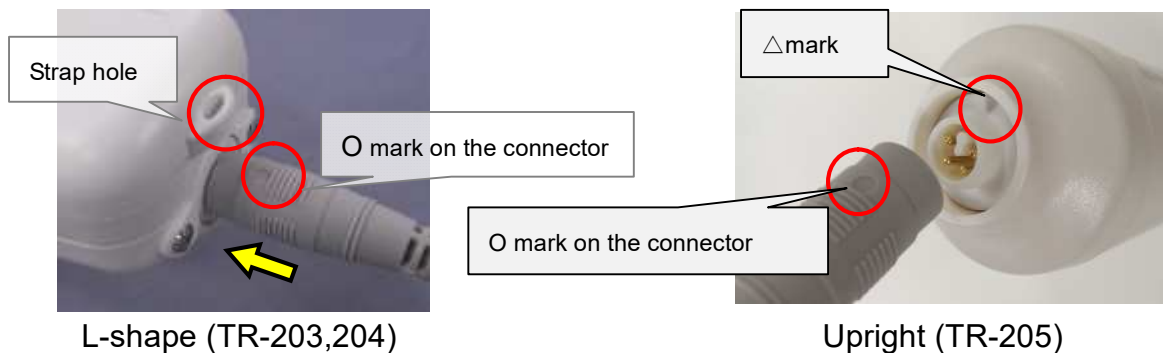 Strap hole
O mark on the connector
L-shape (TR-203,204)
△mark
O mark on the connector
Upright (TR-205)